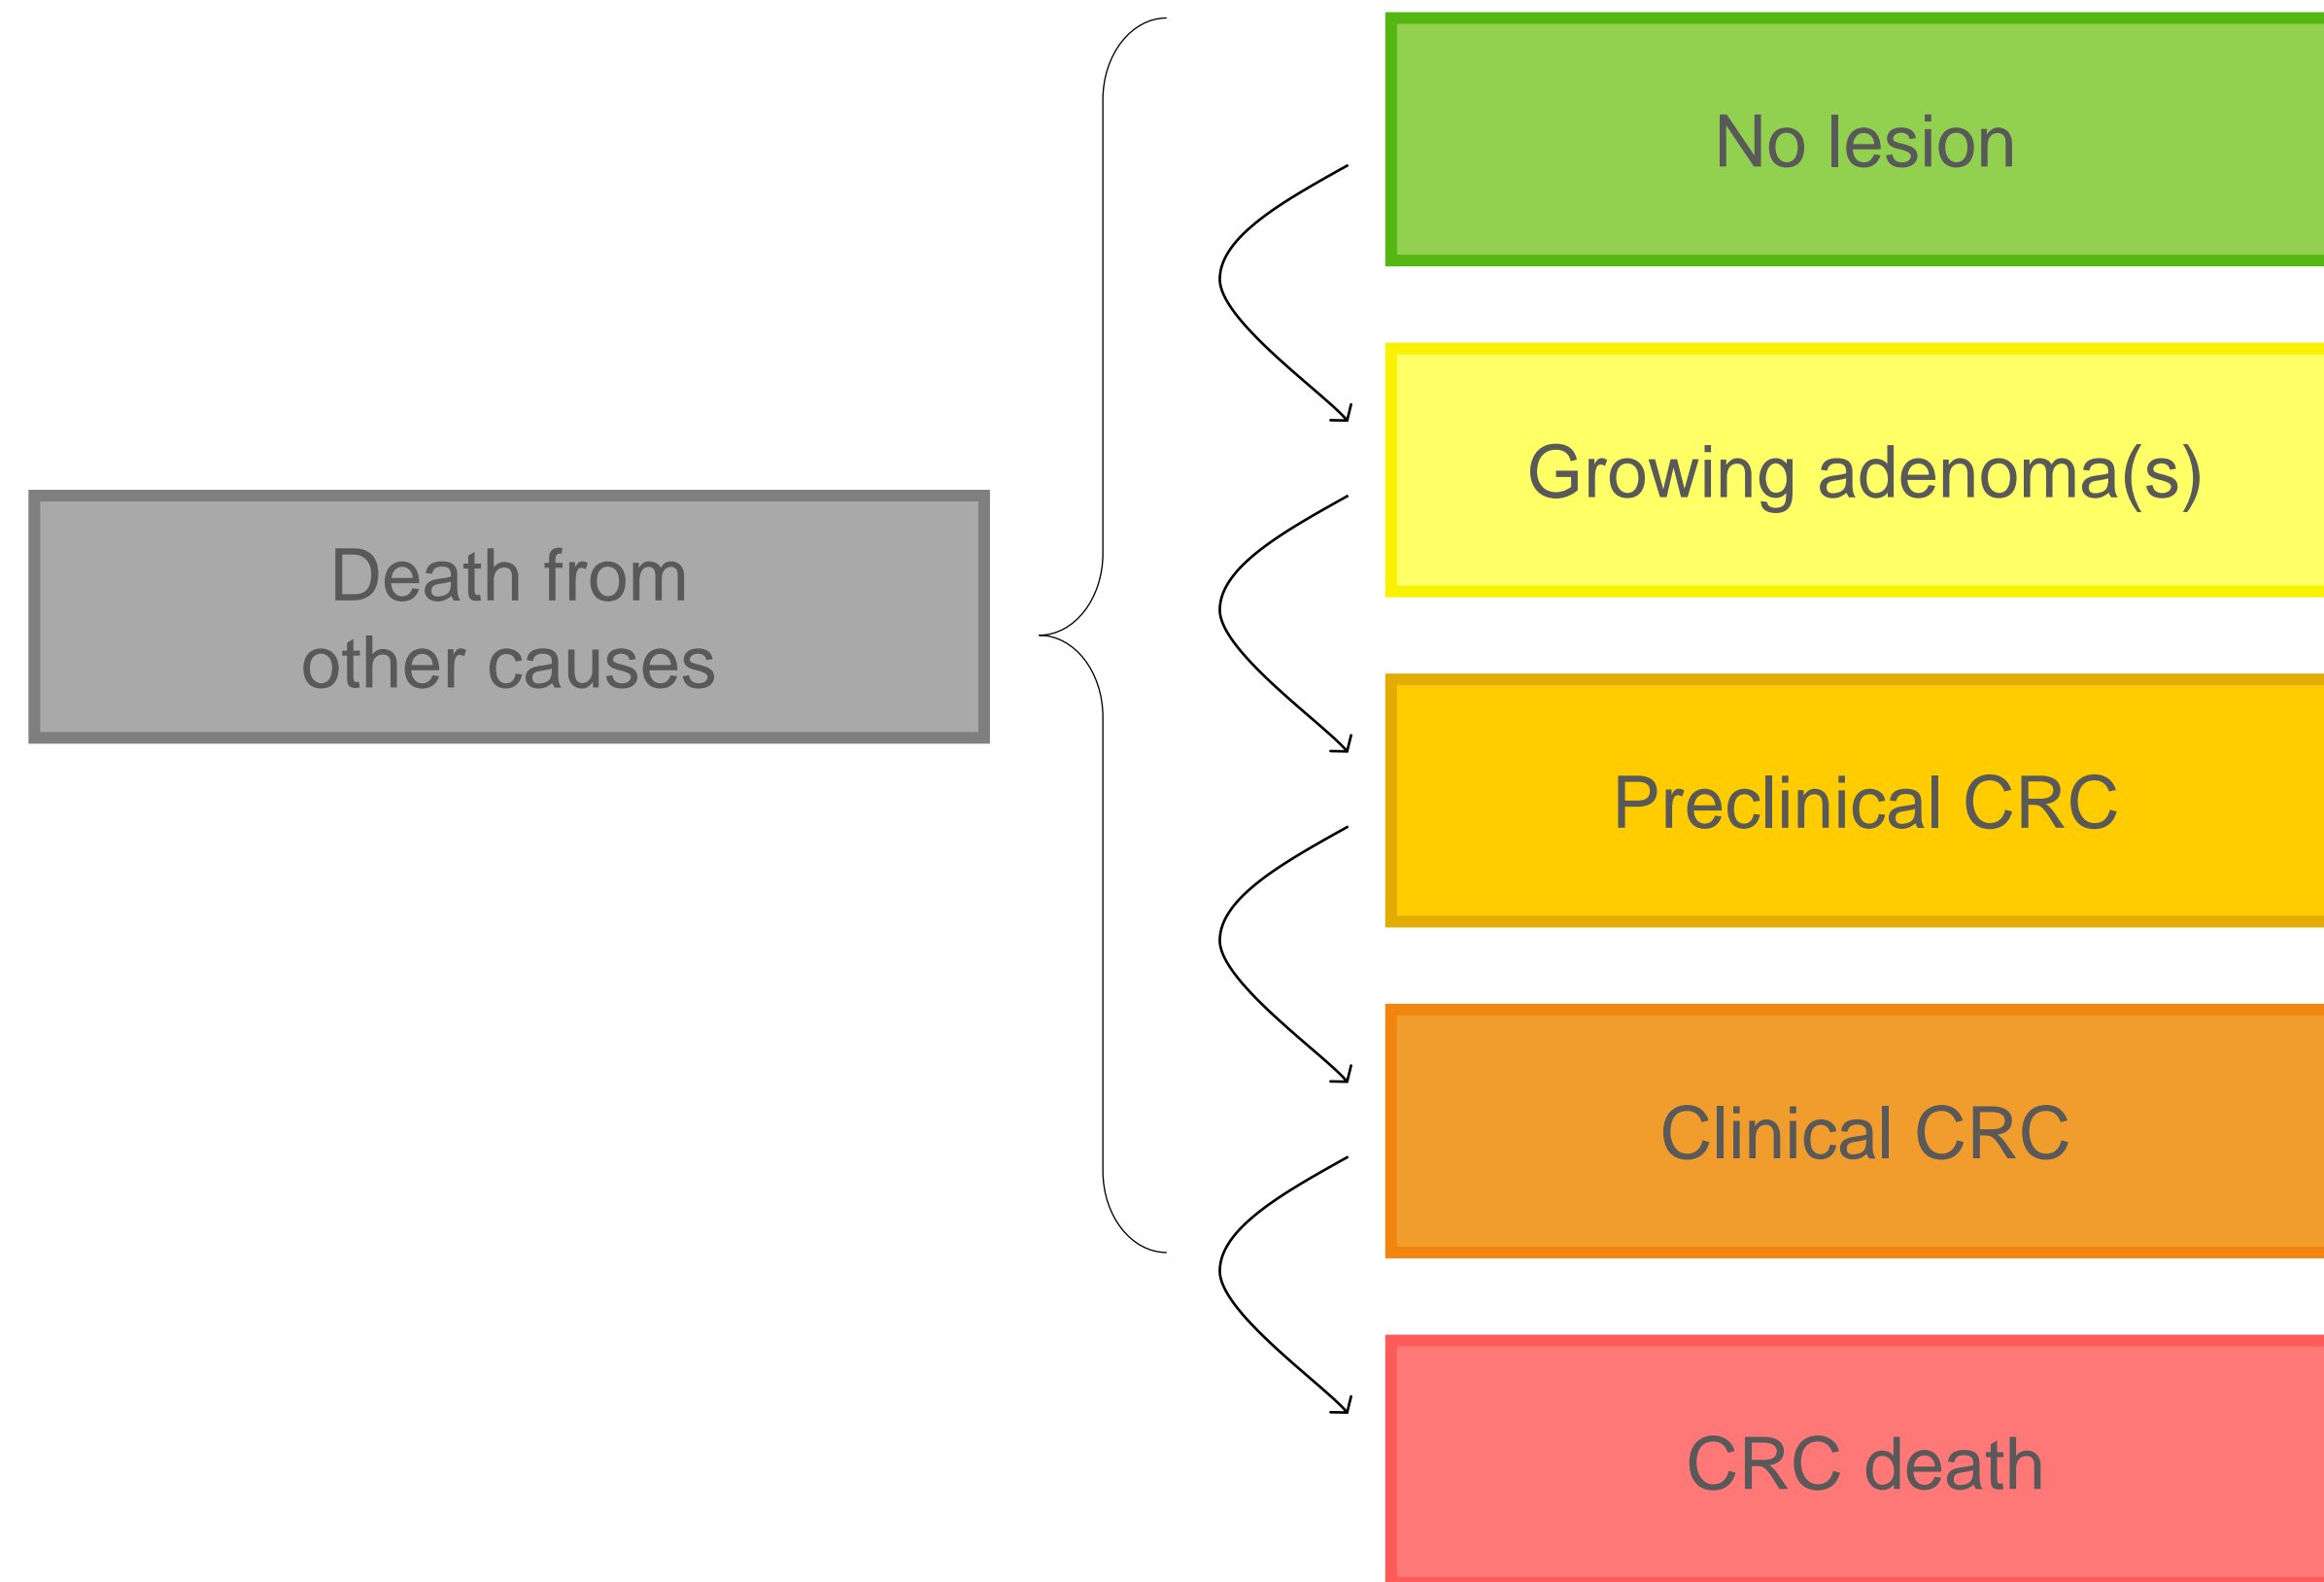 No lesion
Growing adenoma(s)
Death from
other causes
Preclinical CRC
Clinical CRC
CRC death